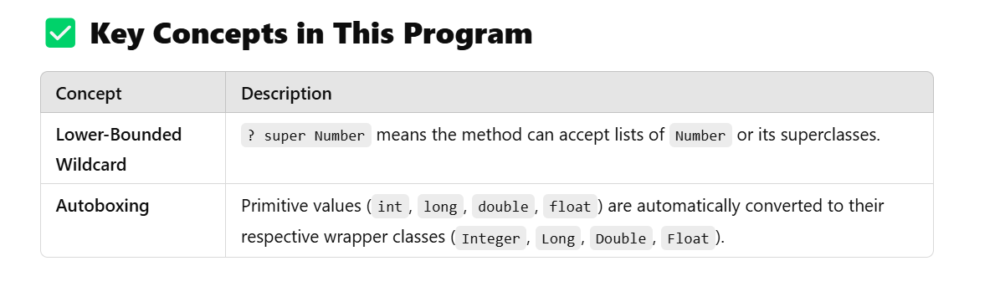 ✅ Key Concepts in This Program
Concept Description
Lower-Bounded Wildcard ? super Number means the method can accept lists of Number or its superclasses.
Autoboxing Primitive values (int, long, double, float) are automatically converted to their
respective wrapper classes (Integer, Long, Double, Float).